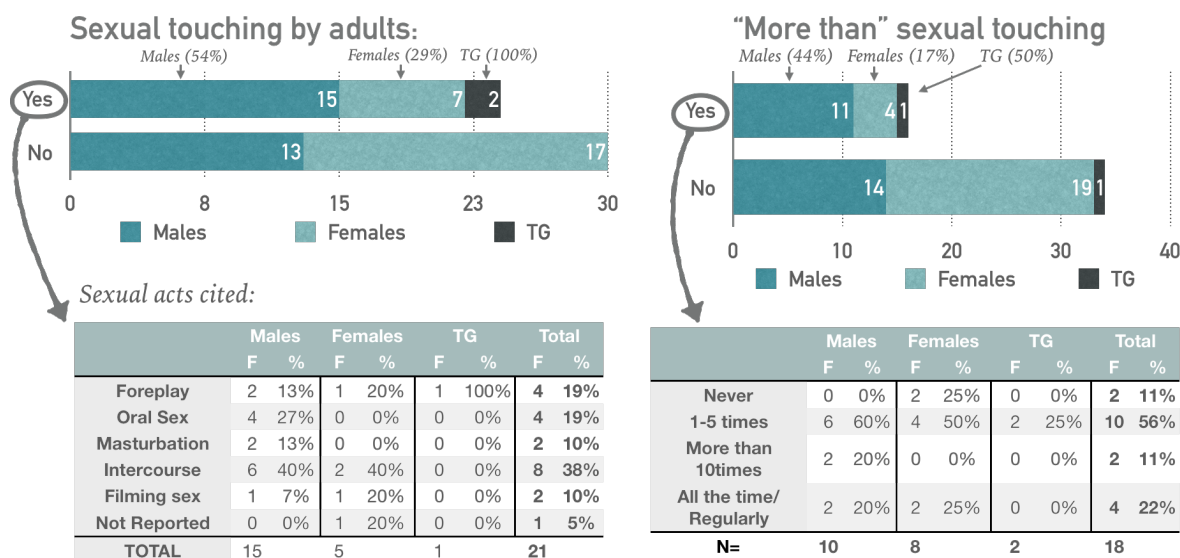 Sexual touching by adults:
Males (54%) Females (29%) TG (100%)
Yes 15 7 2
No 13 17
0 8 15 23 30
Males Females TG
Sexual acts cited:
Males Females TG Total
F % F % F % F %
Foreplay 2 13% 1 20% 1 100% 4 19%
Oral Sex 4 27% 0 0% 0 0% 4 19%
Masturbation 2 13% 0 0% 0 0% 2 10%
Intercourse 6 40% 2 40% 0 0% 8 38%
Filming sex 1 7% 1 20% 0 0% 2 10%
Not Reported 0 0% 1 20% 0 0% 1 5%
TOTAL 15 5 1 21
“More than” sexual touching
Males (44%) Females (17%) TG (50%)
Yes 11 4 1
No 14 19 1
0 10 20 30 40
Males Females TG
Males Females TG Total
F % F % F % F %
Never 0 0% 2 25% 0 0% 2 11%
1-5 times 6 60% 4 50% 2 25% 10 56%
More than
10times 2 20% 0 0% 0 0% 2 11%
All the time/
Regularly 2 20% 2 25% 0 0% 4 22%
N= 10 8 2 18